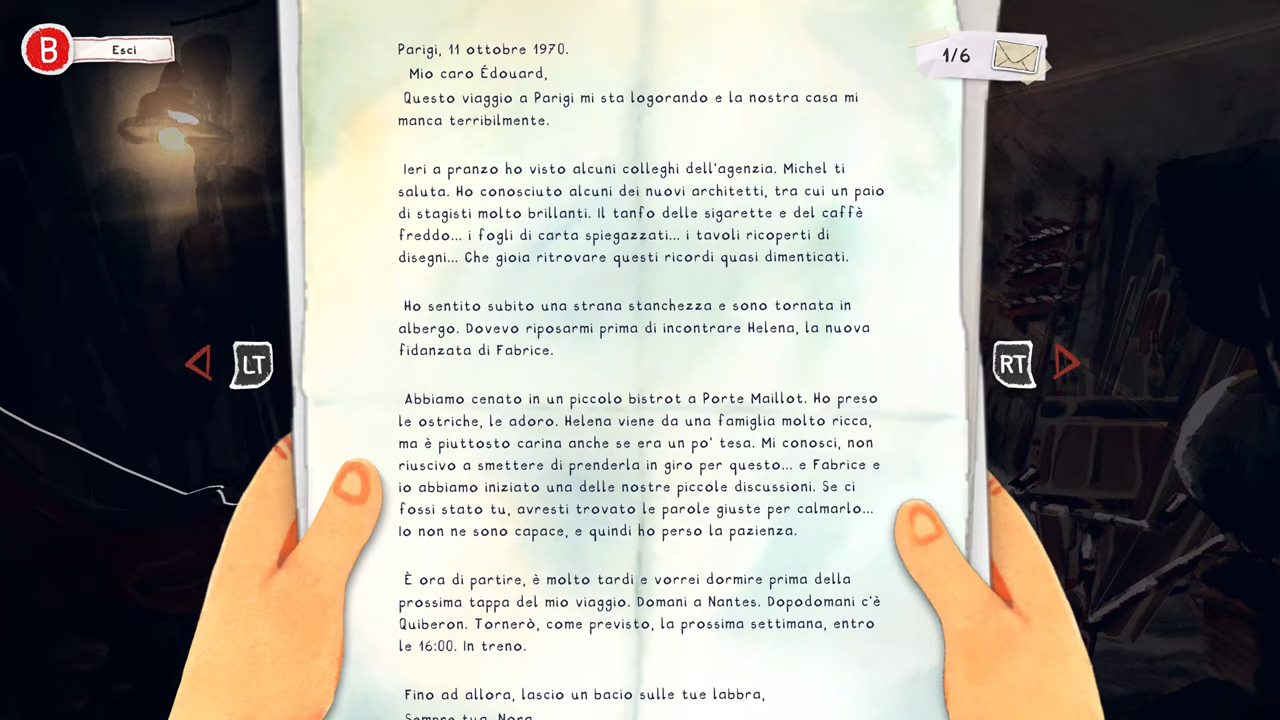 B Esci
1/6
Parigi, 11 ottobre 1970.
Mio caro Édouard,
Questo viaggio a Parigi mi sta logorando e la nostra casa mi
manca terribilmente.
Ieri a pranzo ho visto alcuni colleghi dell'agenzia. Michel ti
saluta. Ho conosciuto alcuni dei nuovi architetti, tra cui un paio
di stagisti molto brillanti. Il tanfo delle sigarette e del caffè
freddo... i fogli di carta spiegazzati... i tavoli ricoperti di
disegni... Che gioia ritrovare questi ricordi quasi dimenticati.
Ho sentito subito una strana stanchezza e sono tornata in
albergo. Dovevo riposarmi prima di incontrare Helena, la nuova
fidanzata di Fabrice.
LT
RT
Abbiamo cenato in un piccolo bistrot a Porte Maillot. Ho preso
le ostriche, le adoro. Helena viene da una famiglia molto ricca,
ma è piuttosto carina anche se era un po' tesa. Mi conosci, non
riuscivo a smettere di prenderla in giro per questo... e Fabrice e
io abbiamo iniziato una delle nostre piccole discussioni. Se ci
fossi stato tu, avresti trovato le parole giuste per calmarlo...
Io non ne sono capace, e quindi ho perso la pazienza.
È ora di partire, è molto tardi e vorrei dormire prima della
prossima tappa del mio viaggio. Domani a Nantes. Dopodomani c'è
Quiberon. Tornerò, come previsto, la prossima settimana, entro
le 16:00. In treno.
Fino ad allora, lascio un bacio sulle tue labbra,
Sempre tua, Nora